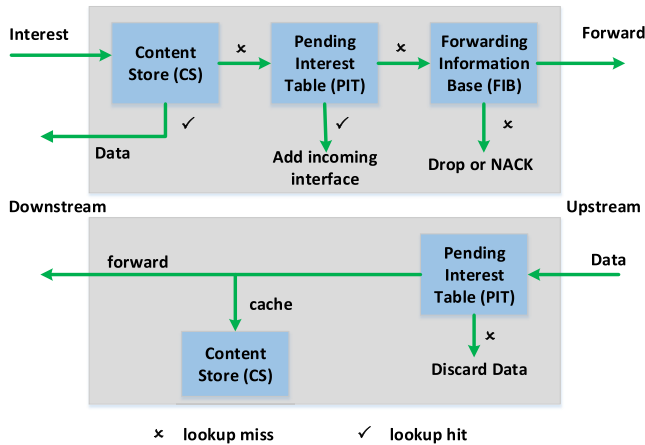 Interest
Content
Store (CS)
Pending
Interest
Table (PIT)
Forwarding
Information
Base (FIB)
Forward
Data
Add incoming
interface
Drop or NACK
Downstream
Upstream
forward
Pending
Interest
Table (PIT)
Data
cache
Content
Store (CS)
Discard Data
✗ lookup miss
✓ lookup hit